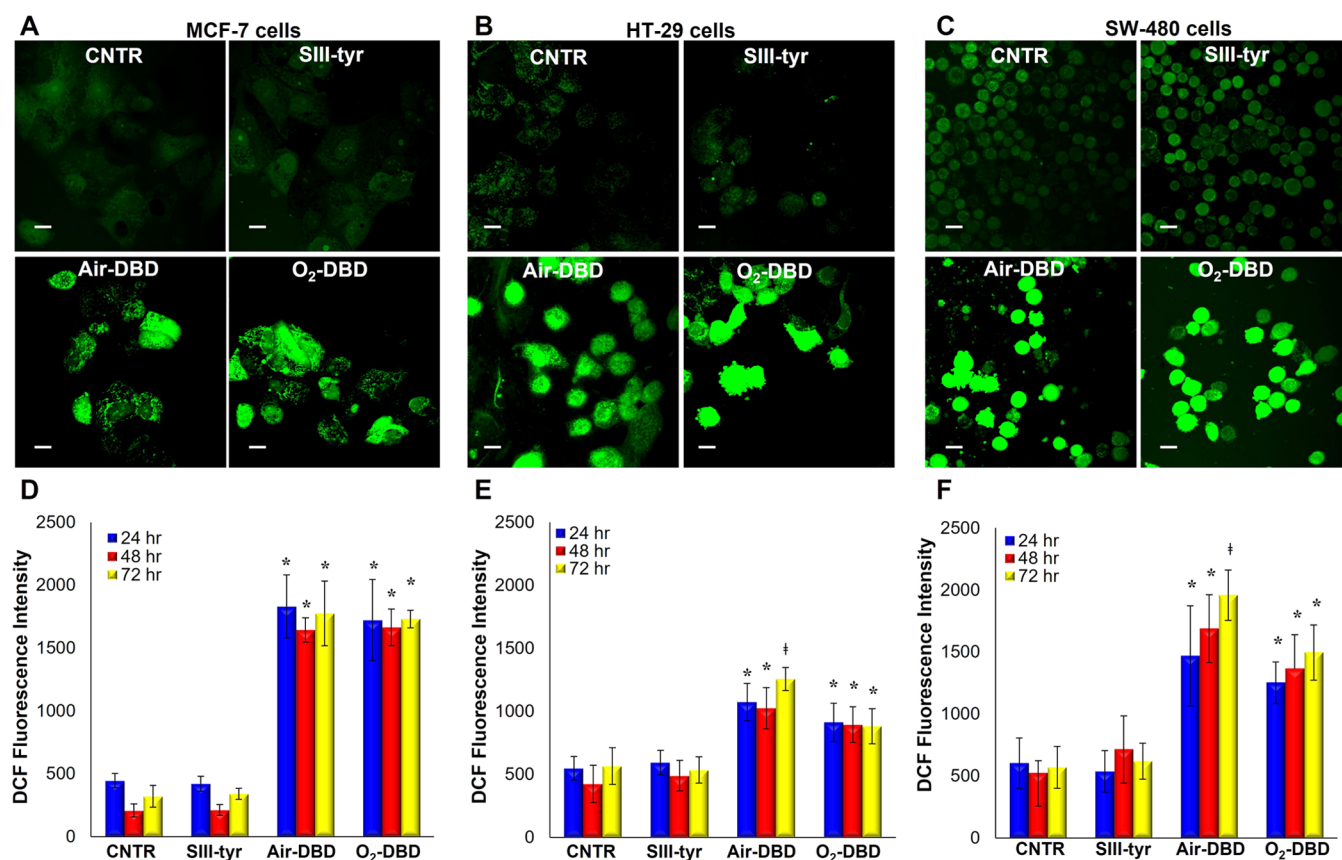 A MCF-7 cells
CNTR SIII-tyr
Air-DBD O₂-DBD
B HT-29 cells
CNTR SIII-tyr
Air-DBD O₂-DBD
C SW-480 cells
CNTR SIII-tyr
Air-DBD O₂-DBD
D
DCF Fluorescence Intensity
2500
2000
1500
1000
500
0
24 hr
48 hr
72 hr
* * *
* * *
CNTR SIII-tyr Air-DBD O₂-DBD
E
DCF Fluorescence Intensity
2500
2000
1500
1000
500
0
24 hr
48 hr
72 hr
* * ǂ
* * *
CNTR SIII-tyr Air-DBD O₂-DBD
F
DCF Fluorescence Intensity
2500
2000
1500
1000
500
0
24 hr
48 hr
72 hr
* * ǂ
* * *
CNTR SIII-tyr Air-DBD O₂-DBD